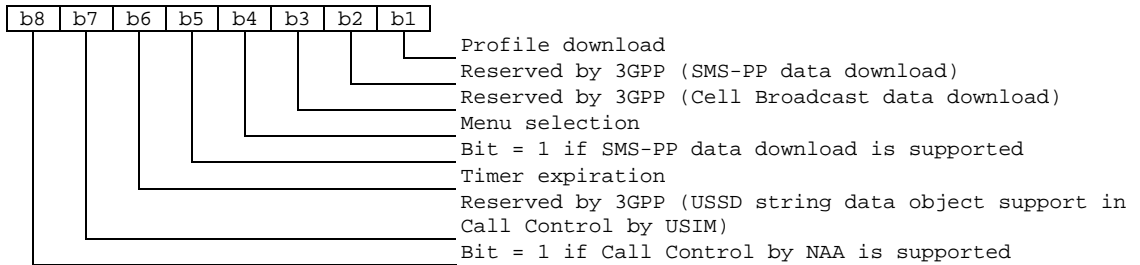 b8 b7 b6 b5 b4 b3 b2 b1
Profile download
Reserved by 3GPP (SMS-PP data download)
Reserved by 3GPP (Cell Broadcast data download)
Menu selection
Bit = 1 if SMS-PP data download is supported
Timer expiration
Reserved by 3GPP (USSD string data object support in
Call Control by USIM)
Bit = 1 if Call Control by NAA is supported